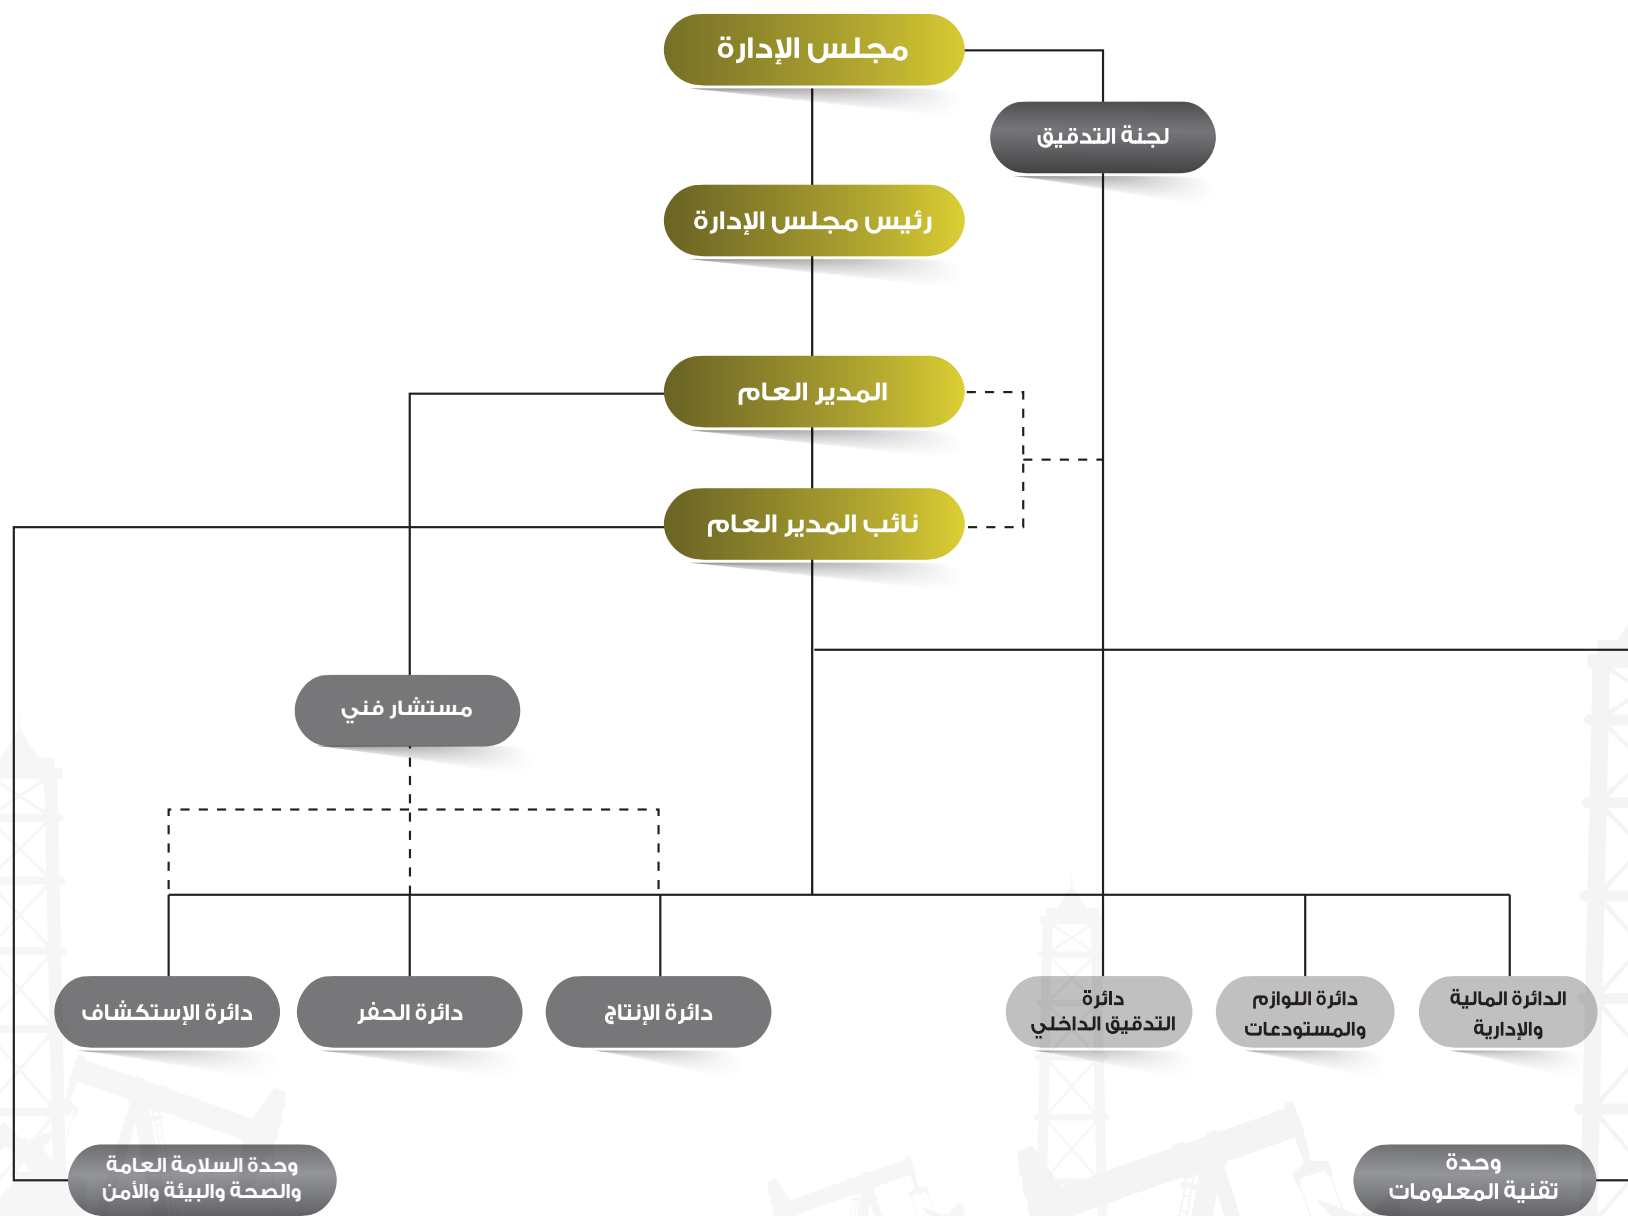 مجلس الإدارة
لجنة التدقيق
رئيس مجلس الإدارة
المدير العام
نائب المدير العام
مستشار فني
الدائرة المالية
والإدارية
دائرة اللوازم
والمستودعات
دائرة
التدقيق الداخلي
دائرة الإنتاج
دائرة الحفر
دائرة الإستكشاف
وحدة
تقنية المعلومات
وحدة السلامة العامة
والصحة والبيئة والأمن